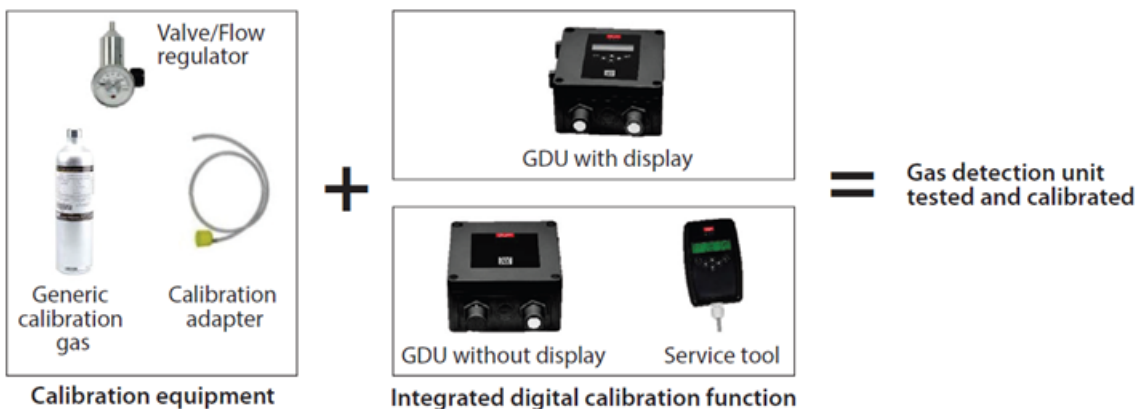 Valve/Flow
regulator
Generic
calibration
gas
Calibration
adapter
Calibration equipment
+
GDU with display
GDU without display
Service tool
Integrated digital calibration function
=
Gas detection unit
tested and calibrated